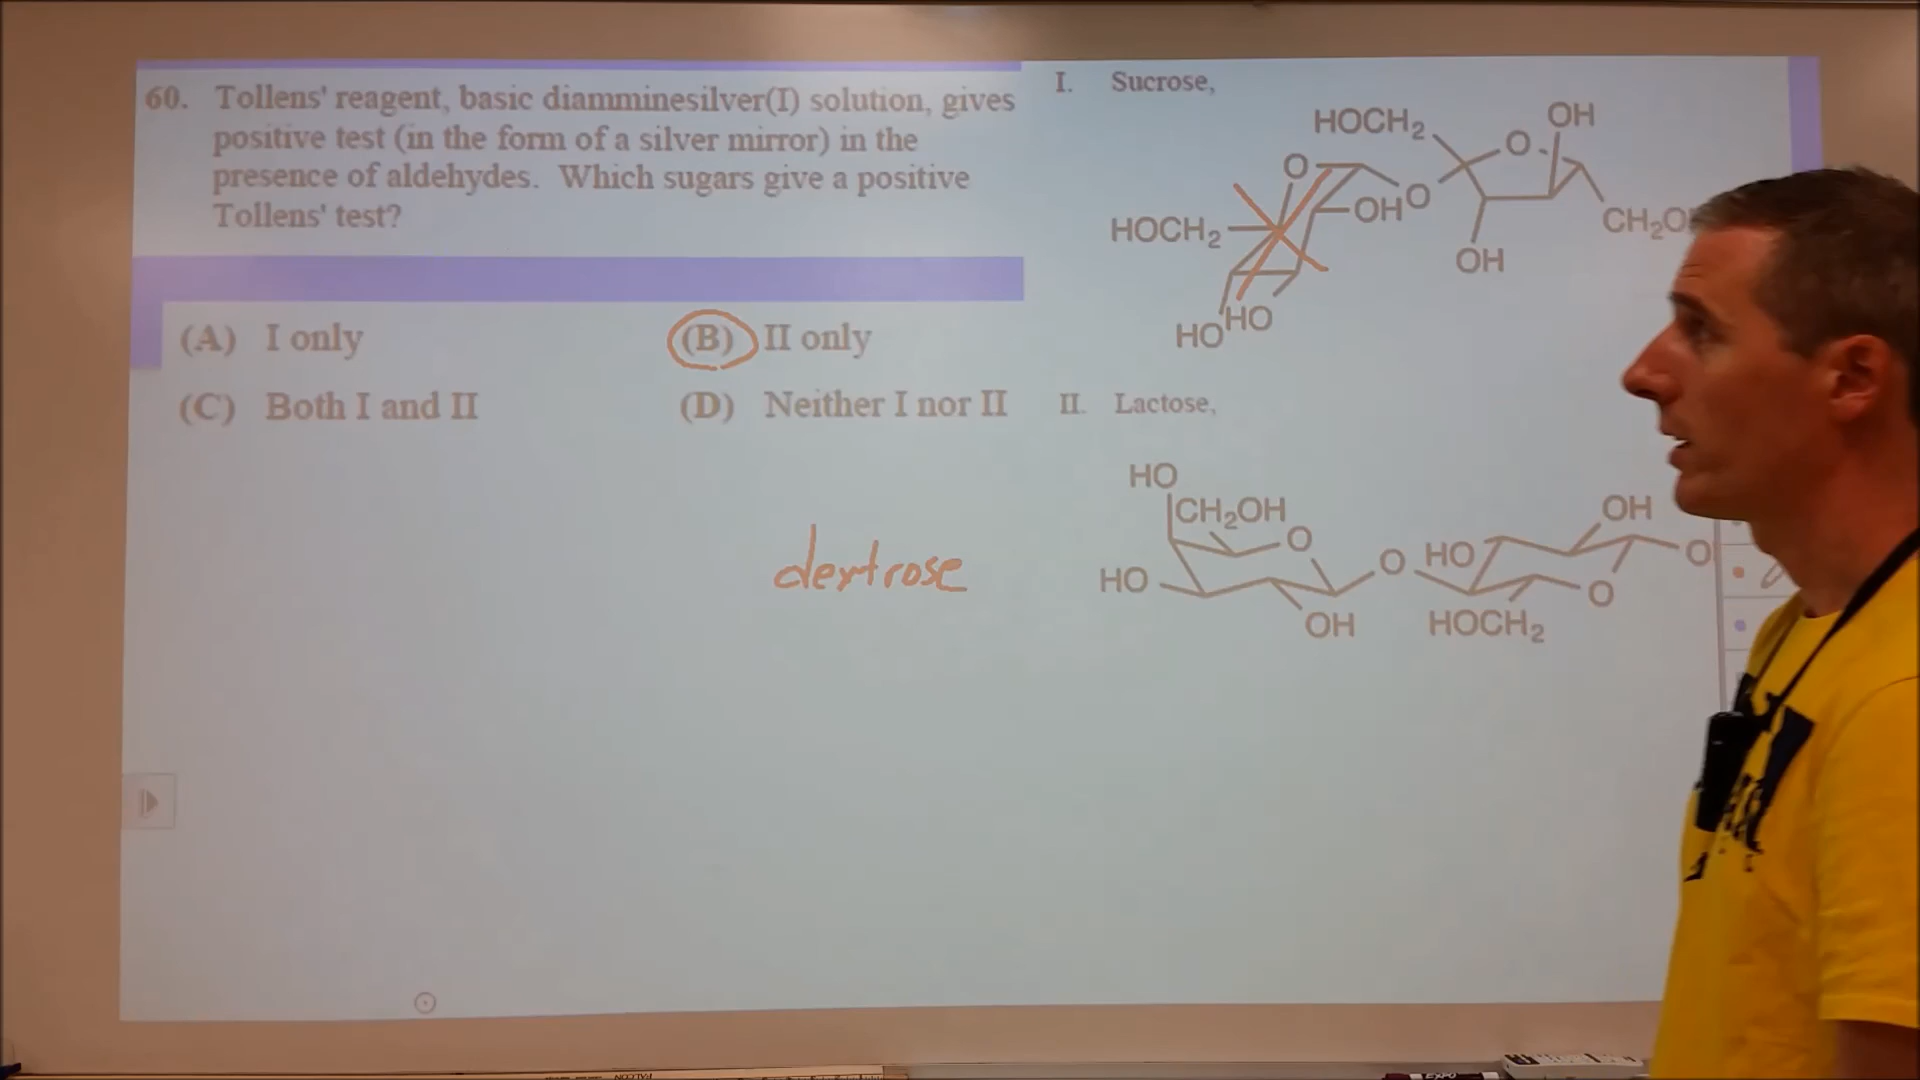 60. Tollens' reagent, basic diamminesilver(I) solution, gives
positive test (in the form of a silver mirror) in the
presence of aldehydes. Which sugars give a positive
Tollens' test?
(A) I only
(B) II only
(C) Both I and II
(D) Neither I nor II
dextrose
I. Sucrose,
HOCH2
O
OH
O
OH
O
HOCH2
CH2O
OH
HO
HO
II. Lactose,
HO
CH2OH
O
OH
O
HO
O
HO
O
OH
HOCH2
EXPO